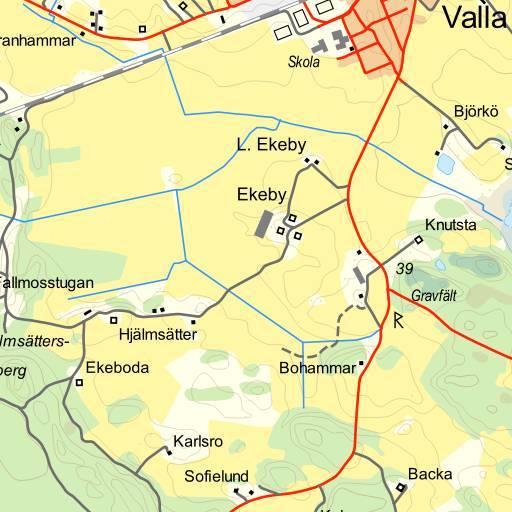 Valla
ranhammar
Skola
Björkö
L. Ekeby
S
Ekeby
Knutsta
39
Fallmosstugan
Gravfält
R
Hjälmsätter
lmsätters-
berg
Ekeboda
Bohammar
Karlsro
Sofielund
Backa